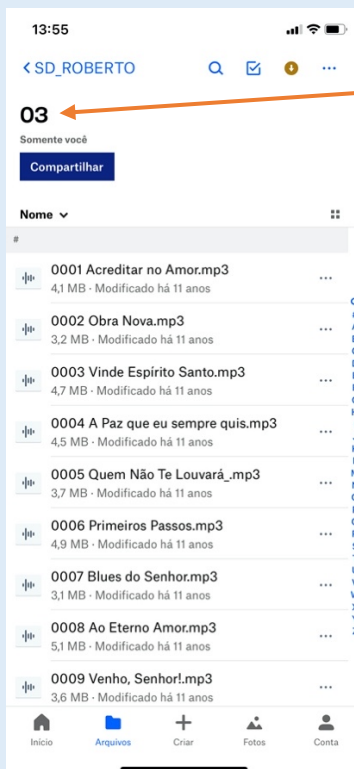 13:55
SD_ROBERTO
03
Somente você
Compartilhar
Nome
#
0001 Acreditar no Amor.mp3
4,1 MB · Modificado há 11 anos
0002 Obra Nova.mp3
3,2 MB · Modificado há 11 anos
0003 Vinde Espírito Santo.mp3
4,7 MB · Modificado há 11 anos
0004 A Paz que eu sempre quis.mp3
4,5 MB · Modificado há 11 anos
0005 Quem Não Te Louvará_.mp3
3,7 MB · Modificado há 11 anos
0006 Primeiros Passos.mp3
4,9 MB · Modificado há 11 anos
0007 Blues do Senhor.mp3
3,1 MB · Modificado há 11 anos
0008 Ao Eterno Amor.mp3
5,1 MB · Modificado há 11 anos
0009 Venho, Senhor!.mp3
3,6 MB · Modificado há 11 anos
Início Arquivos Criar Fotos Conta